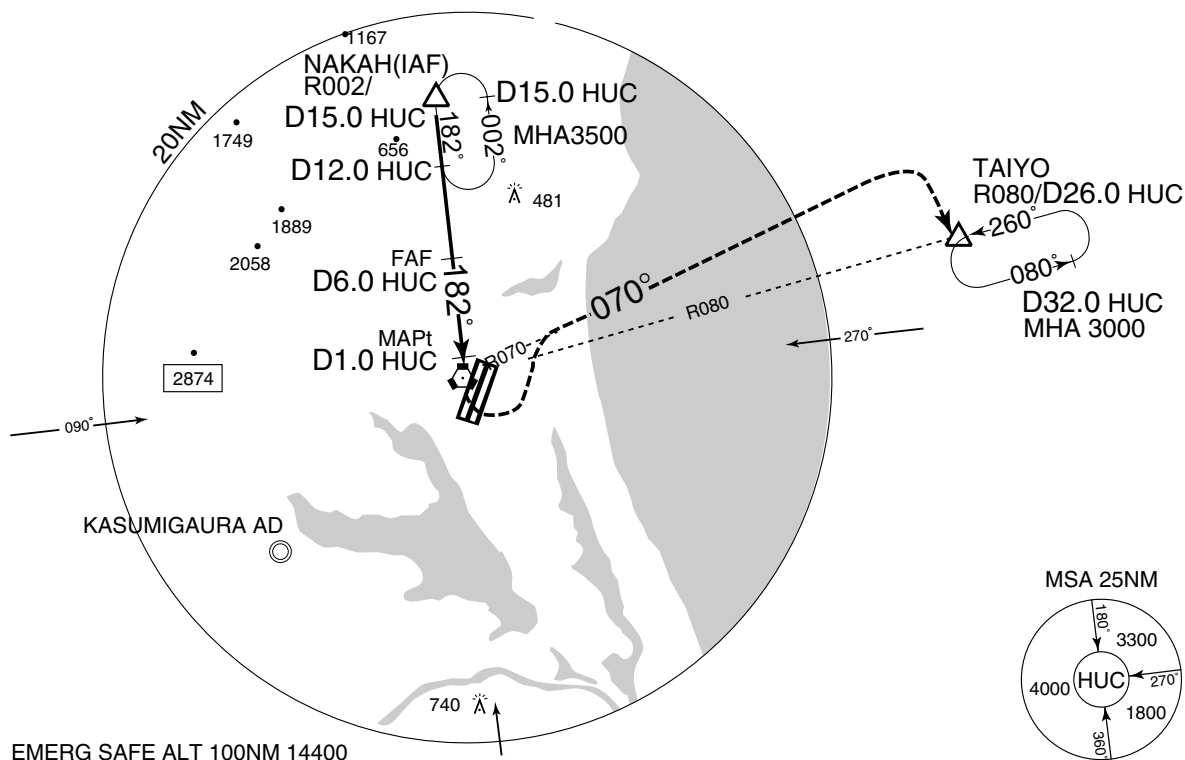 1167
NAKAH(IAF)
R002/
D15.0 HUC
D15.0 HUC
20NM
1749
656
182°
002°
MHA3500
D12.0 HUC
481
TAIYO
R080/D26.0 HUC
1889
260°
2058
FAF
D6.0 HUC
182°
080°
070°
D32.0 HUC
MHA 3000
R080
MAPt
D1.0 HUC
R070
270°
2874
090°
KASUMIGAURA AD
MSA 25NM
180°
3300
4000
HUC
270°
1800
360°
740
EMERG SAFE ALT 100NM 14400